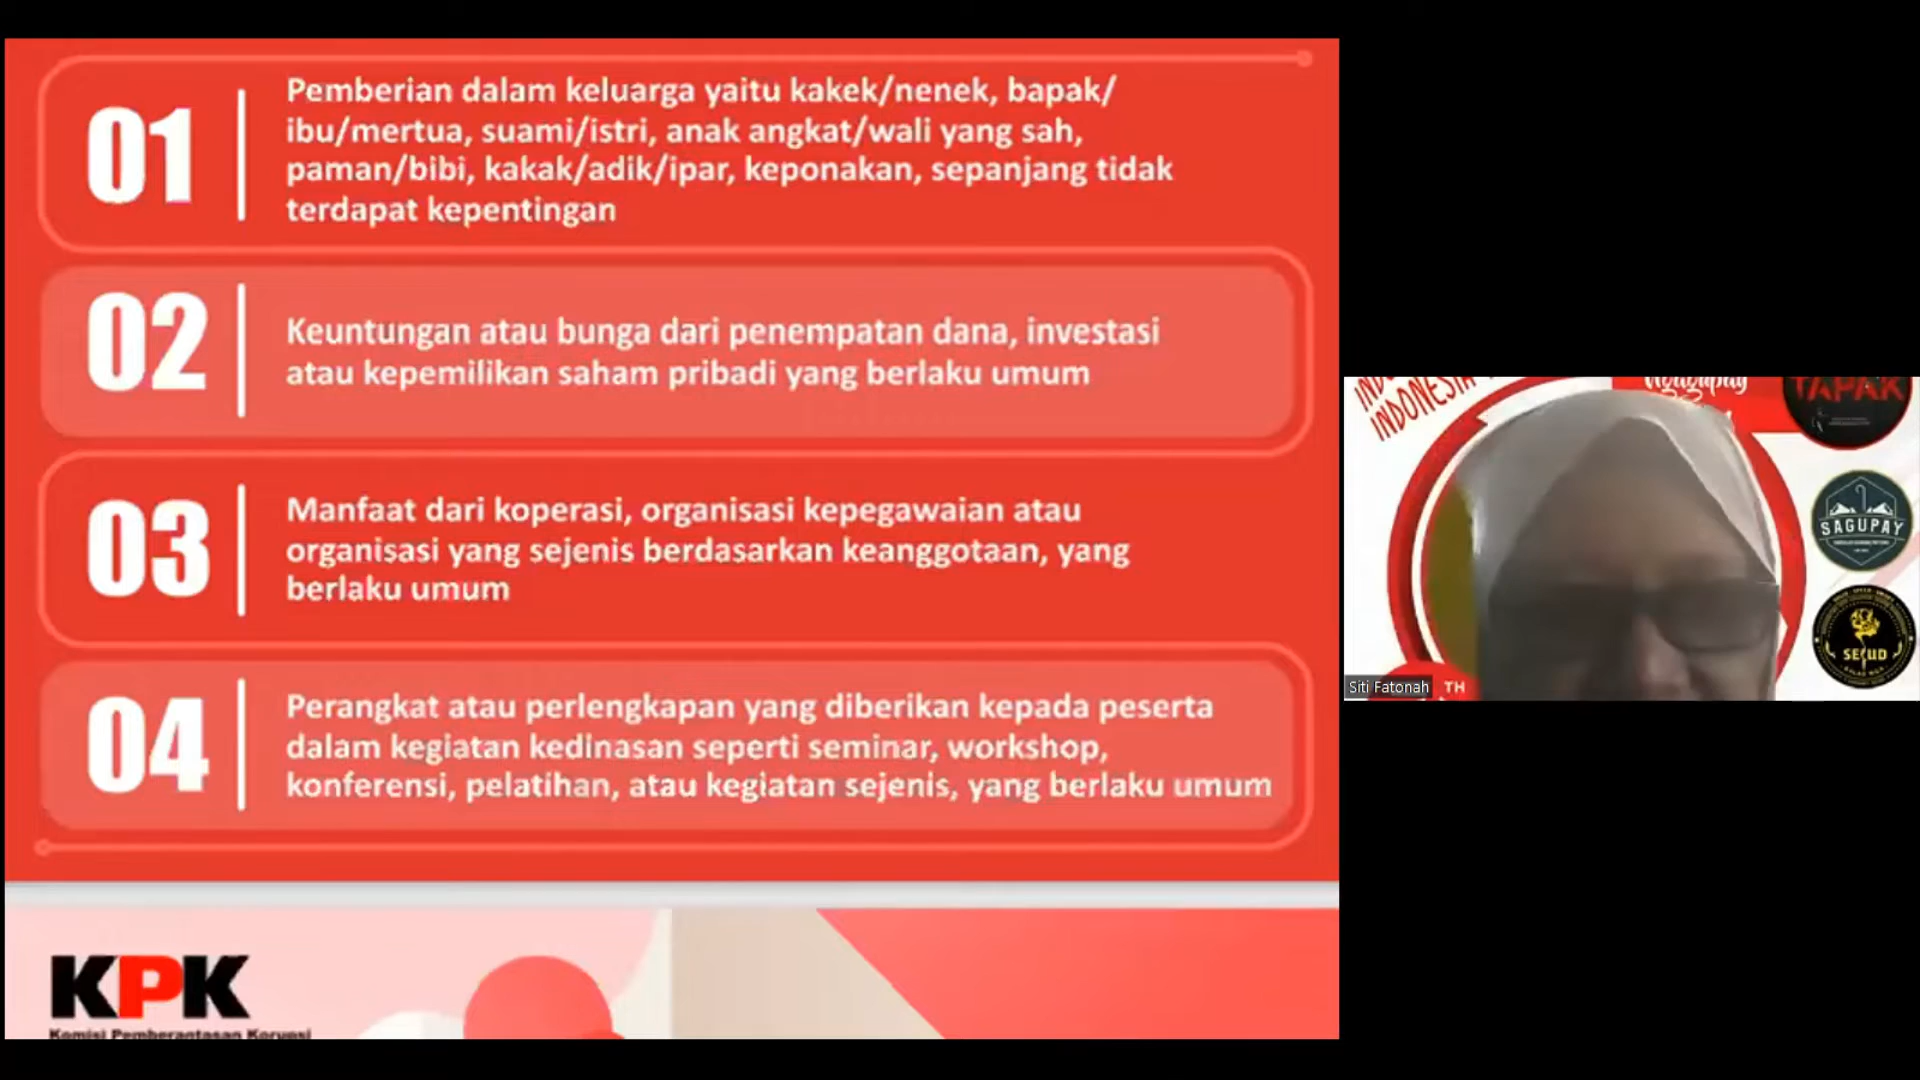 01
Pemberian dalam keluarga yaitu kakek/nenek, bapak/
ibu/mertua, suami/istri, anak angkat/wali yang sah,
paman/bibi, kakak/adik/ipar, keponakan, sepanjang tidak
terdapat kepentingan
02
Keuntungan atau bunga dari penempatan dana, investasi
atau kepemilikan saham pribadi yang berlaku umum
03
Manfaat dari koperasi, organisasi kepegawaian atau
organisasi yang sejenis berdasarkan keanggotaan, yang
berlaku umum
04
Perangkat atau perlengkapan yang diberikan kepada peserta
dalam kegiatan kedinasan seperti seminar, workshop,
konferensi, pelatihan, atau kegiatan sejenis, yang berlaku umum
KPK
Komisi Pemberantasan Korupsi
INDONESIA
TAPAK
SAGUPAY
Siti Fatonah
TH